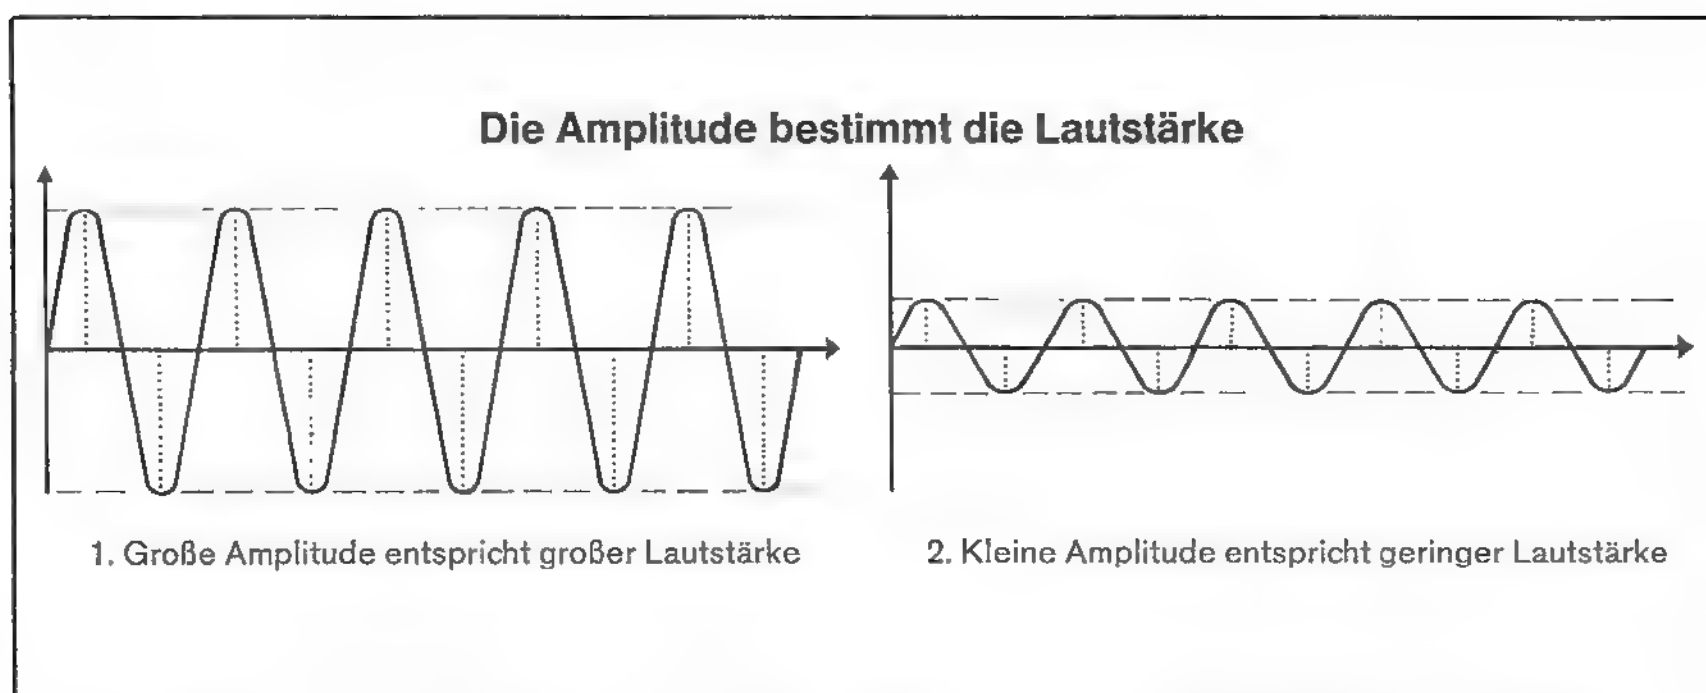 Die Amplitude bestimmt die Lautstärke
1. Große Amplitude entspricht großer Lautstärke
2. Kleine Amplitude entspricht geringer Lautstärke